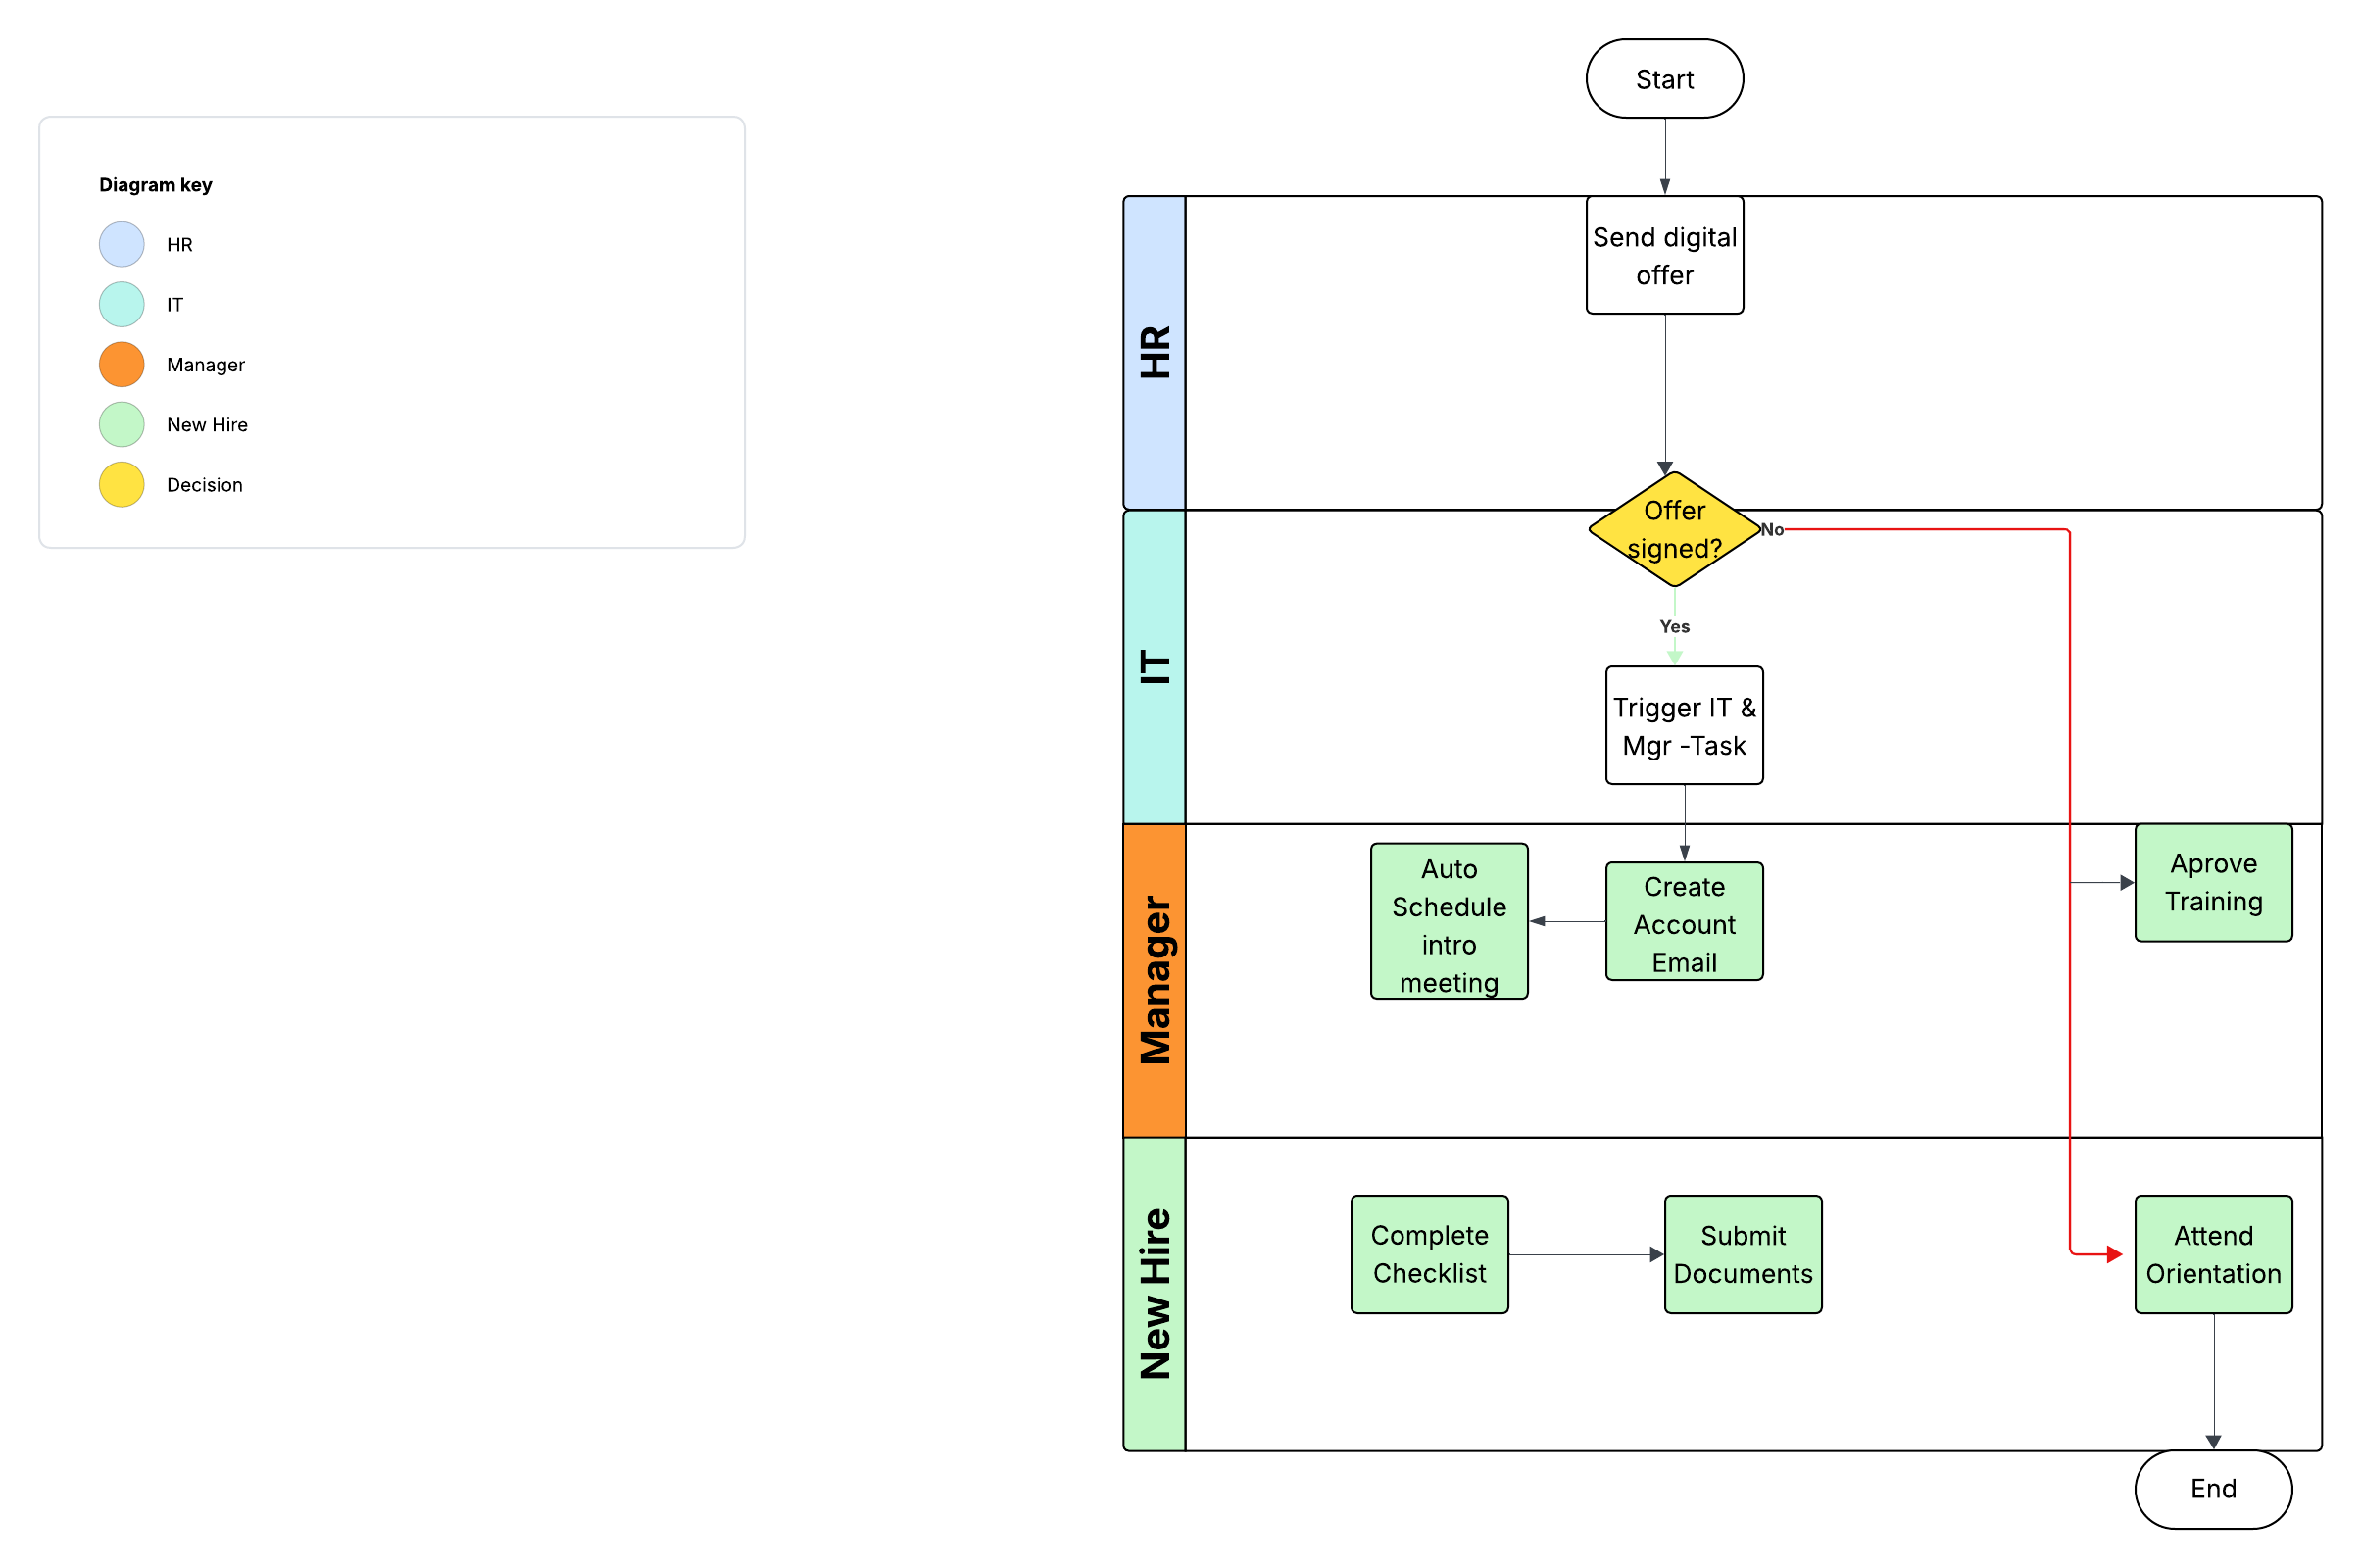 Start
Diagram key
HR
IT
Manager
New Hire
Decision
HR
Send digital
offer
IT
Offer
signed?
No
Yes
Trigger IT &
Mgr -Task
Manager
Auto
Schedule
intro
meeting
Create
Account
Email
Aprove
Training
New Hire
Complete
Checklist
Submit
Documents
Attend
Orientation
End